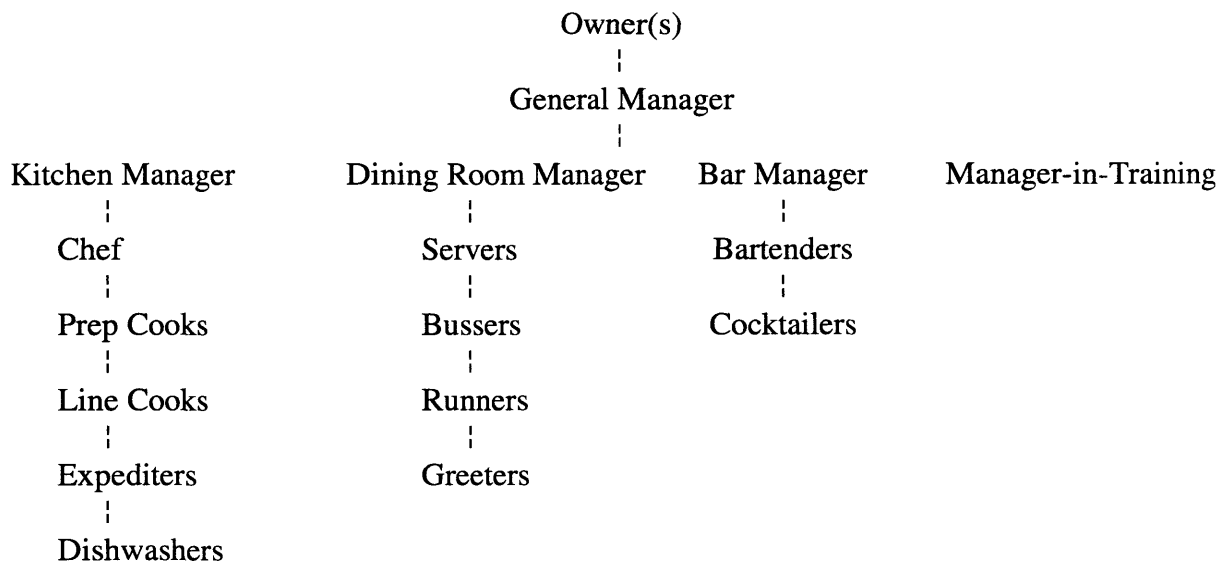 Owner(s)
General Manager
Kitchen Manager Dining Room Manager Bar Manager Manager-in-Training
Chef Servers Bartenders
Prep Cooks Bussers Cocktailers
Line Cooks Runners
Expediters Greeters
Dishwashers